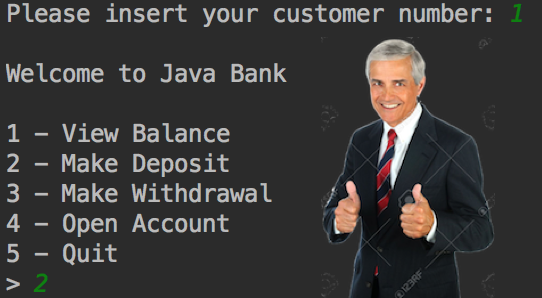 Please insert your customer number: 1
Welcome to Java Bank
1 – View Balance
2 – Make Deposit
3 – Make Withdrawal
4 – Open Account
5 – Quit
> 2
©123RF